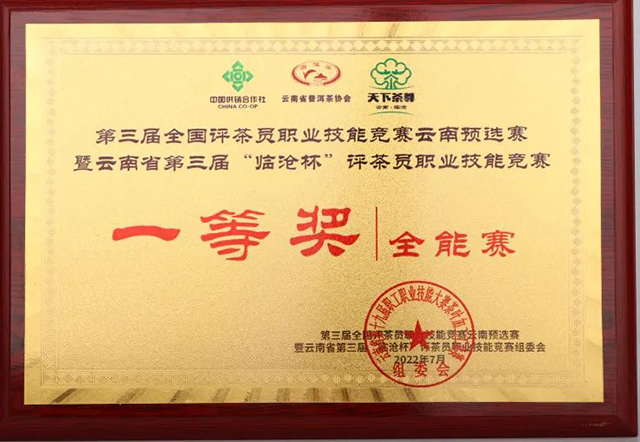 中国供销合作社
CHINA CO-OP
云南省普洱茶协会
天下茶尊
云南·临沧
第三届全国评茶员职业技能竞赛云南预选赛
暨云南省第三届“临沧杯”评茶员职业技能竞赛
一等奖 全能赛
第三届全国评茶员职业技能竞赛云南预选赛
暨云南省第三届“临沧杯”评茶员职业技能竞赛组委会
2022年7月
组委会